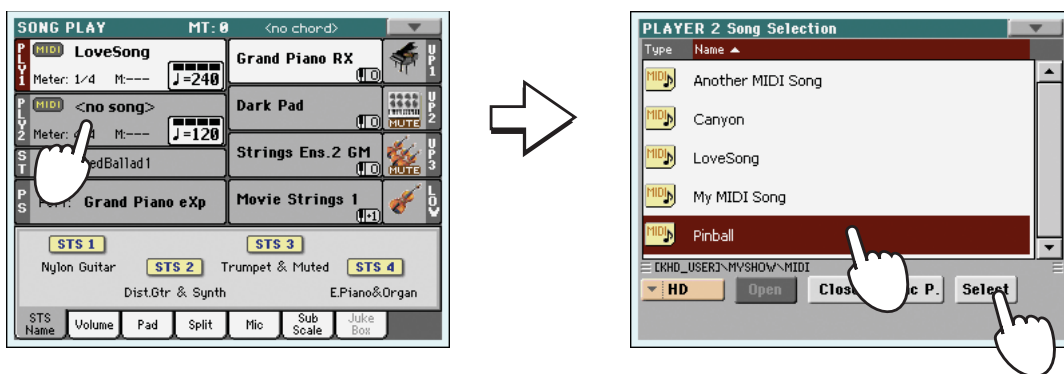 SONG PLAY MT: 0 <no chord>
PLY1 MIDI LoveSong
Meter: 1/4 M:--- ♩=240
Grand Piano RX
0
UP1
PLY2 MIDI <no song>
Meter: M:--- ♩=120
Dark Pad
0 MUTE
UP2
ST
Strings Ens.2 GM
0 MUTE
UP3
PS Grand Piano eXp
Movie Strings 1
+1
LOW
STS 1 STS 3
Nylon Guitar STS 2 Trumpet & Muted STS 4
Dist.Gtr & Synth E.Piano&Organ
STS Name Volume Pad Split Mic Sub Scale Juke Box
PLAYER 2 Song Selection
Type Name
MIDI Another MIDI Song
MIDI Canyon
MIDI LoveSong
MIDI My MIDI Song
MIDI Pinball
[KHD_USER]\MYSHOW\MIDI
HD Open P. Select